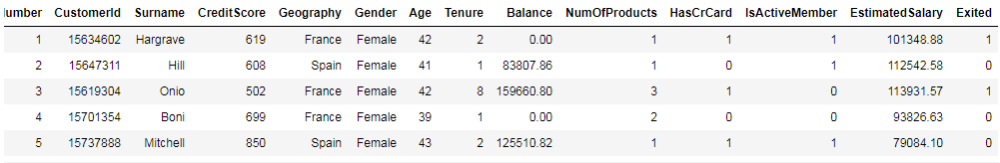 umber CustomerId Surname CreditScore Geography Gender Age Tenure Balance NumOfProducts HasCrCard IsActiveMember EstimatedSalary Exited
1 15634602 Hargrave 619 France Female 42 2 0.00 1 1 1 101348.88 1
2 15647311 Hill 608 Spain Female 41 1 83807.86 1 0 1 112542.58 0
3 15619304 Onio 502 France Female 42 8 159660.80 3 1 0 113931.57 1
4 15701354 Boni 699 France Female 39 1 0.00 2 0 0 93826.63 0
5 15737888 Mitchell 850 Spain Female 43 2 125510.82 1 1 1 79084.10 0